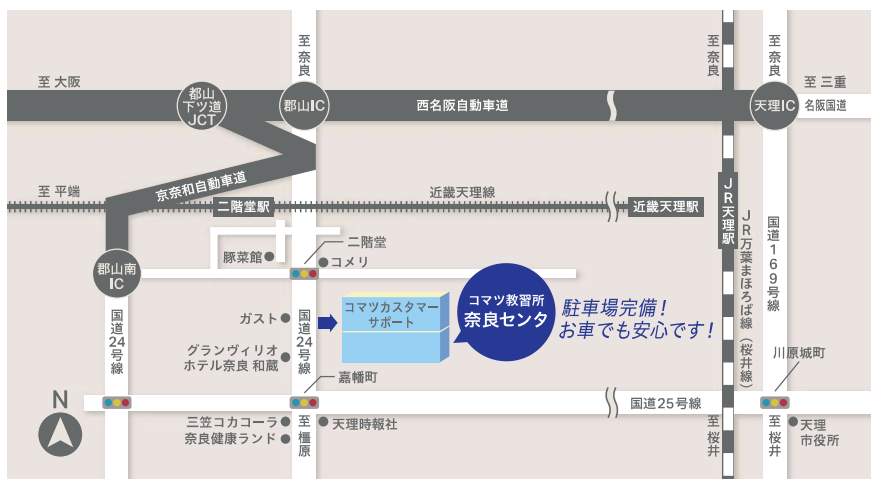 至 奈良
至 奈良
至 奈良
至 大阪
至 三重
都山
下ツ道
JCT
郡山IC
西名阪自動車道
天理IC
名阪国道
京奈和自動車道
至 平端
二階堂駅
近畿天理線
近畿天理駅
JR天理駅
JR万葉まほろば線(桜井線)
国道169号線
二階堂
豚菜館
コメリ
郡山南
IC
コマツカスタマー
サポート
コマツ教習所
奈良センタ
駐車場完備!
お車でも安心です!
国道24号線
ガスト
国道24号線
グランヴィリオ
ホテル奈良 和蔵
嘉幡町
川原城町
N
国道25号線
三笠コカコーラ
奈良健康ランド
至 橿原
天理時報社
至 桜井
至 桜井
天理
市役所